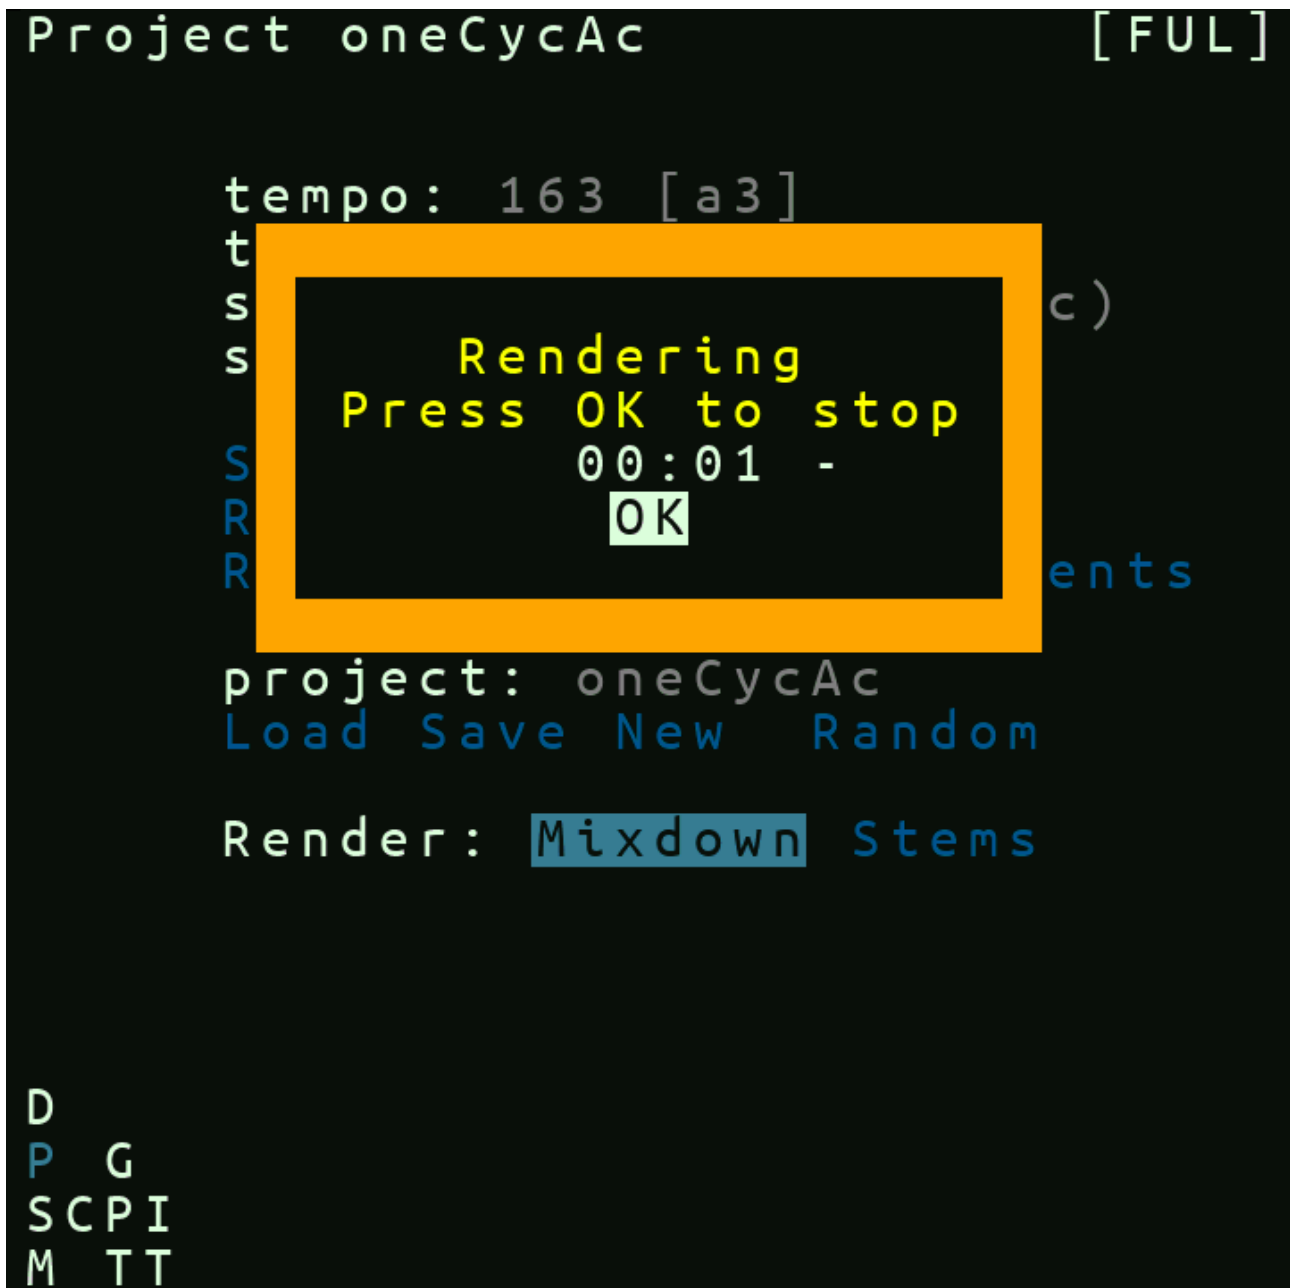 Project oneCycAc [FUL]
tempo: 163 [a3]
t
s c)
s Rendering
Press OK to stop
S 00:01 -
R OK
R ents
project: oneCycAc
Load Save New Random
Render: Mixdown Stems
D
P G
SCPI
M TT